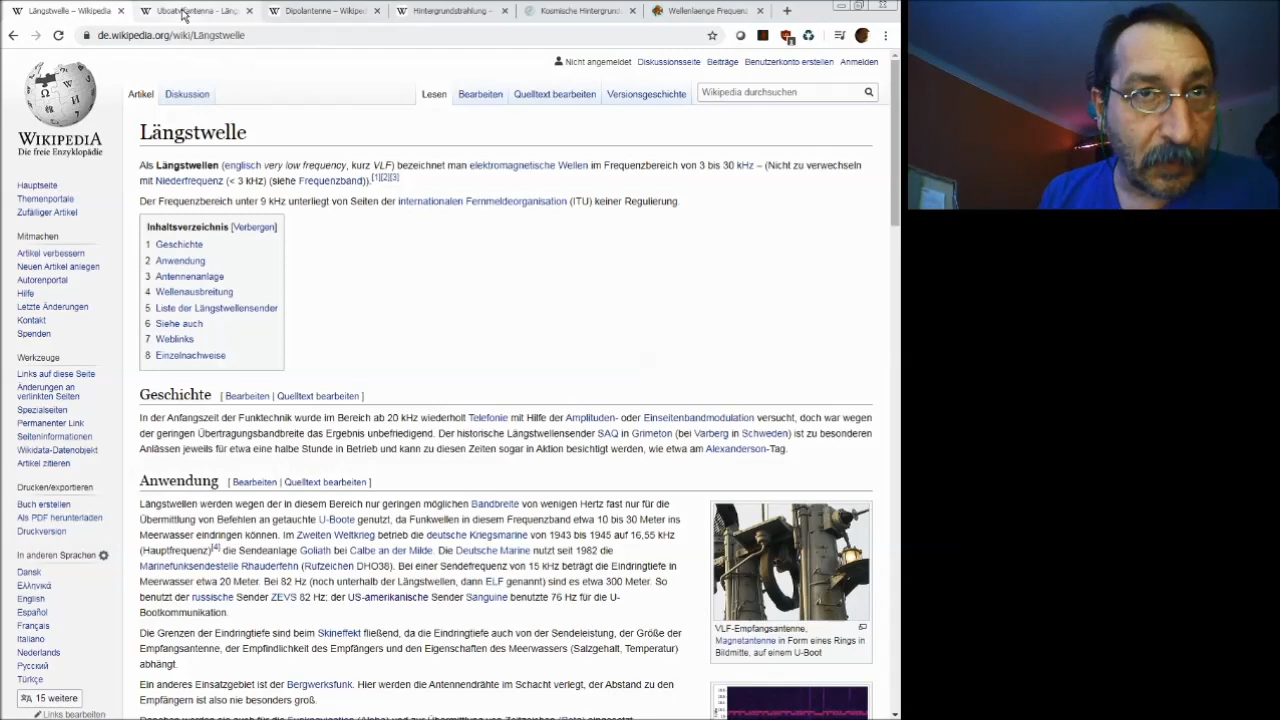 Längstwelle – Wikipedia
Uboatvlfantenna – Läng
Dipolantenne – Wikiped
Hintergrundstrahlung –
Kosmische Hintergrund
Wellenlaenge Frequenz
de.wikipedia.org/wiki/Längstwelle
Nicht angemeldet Diskussionsseite Beiträge Benutzerkonto erstellen Anmelden
Artikel Diskussion Lesen Bearbeiten Quelltext bearbeiten Versionsgeschichte Wikipedia durchsuchen
WIKIPEDIA
Die freie Enzyklopädie
Hauptseite
Themenportale
Zufälliger Artikel
Mitmachen
Artikel verbessern
Neuen Artikel anlegen
Autorenportal
Hilfe
Letzte Änderungen
Kontakt
Spenden
Werkzeuge
Links auf diese Seite
Änderungen an
verlinkten Seiten
Spezialseiten
Permanenter Link
Seiteninformationen
Wikidata-Datenobjekt
Artikel zitieren
Drucken/exportieren
Buch erstellen
Als PDF herunterladen
Druckversion
In anderen Sprachen
Dansk
Ελληνικά
English
Español
Français
Italiano
Nederlands
Русский
Türkçe
15 weitere
Links bearbeiten
Längstwelle
Als Längstwellen (englisch very low frequency, kurz VLF) bezeichnet man elektromagnetische Wellen im Frequenzbereich von 3 bis 30 kHz – (Nicht zu verwechseln
mit Niederfrequenz (< 3 kHz) (siehe Frequenzband)).[1][2][3]
Der Frequenzbereich unter 9 kHz unterliegt von Seiten der internationalen Fernmeldeorganisation (ITU) keiner Regulierung.
Inhaltsverzeichnis [Verbergen]
1 Geschichte
2 Anwendung
3 Antennenanlage
4 Wellenausbreitung
5 Liste der Längstwellensender
6 Siehe auch
7 Weblinks
8 Einzelnachweise
Geschichte [ Bearbeiten | Quelltext bearbeiten ]
In der Anfangszeit der Funktechnik wurde im Bereich ab 20 kHz wiederholt Telefonie mit Hilfe der Amplituden- oder Einseitenbandmodulation versucht, doch war wegen
der geringen Übertragungsbandbreite das Ergebnis unbefriedigend. Der historische Längstwellensender SAQ in Grimeton (bei Varberg in Schweden) ist zu besonderen
Anlässen jeweils für etwa eine halbe Stunde in Betrieb und kann zu diesen Zeiten sogar in Aktion besichtigt werden, wie etwa am Alexanderson-Tag.
Anwendung [ Bearbeiten | Quelltext bearbeiten ]
Längstwellen werden wegen der in diesem Bereich nur geringen möglichen Bandbreite von wenigen Hertz fast nur für die
Übermittlung von Befehlen an getauchte U-Boote genutzt, da Funkwellen in diesem Frequenzband etwa 10 bis 30 Meter ins
Meerwasser eindringen können. Im Zweiten Weltkrieg betrieb die deutsche Kriegsmarine von 1943 bis 1945 auf 16,55 kHz
(Hauptfrequenz)[4] die Sendeanlage Goliath bei Calbe an der Milde. Die Deutsche Marine nutzt seit 1982 die
Marinefunksendestelle Rhauderfehn (Rufzeichen DHO38). Bei einer Sendefrequenz von 15 kHz beträgt die Eindringtiefe in
Meerwasser etwa 20 Meter. Bei 82 Hz (noch unterhalb der Längstwellen, dann ELF genannt) sind es etwa 300 Meter. So
benutzt der russische Sender ZEVS 82 Hz; der US-amerikanische Sender Sanguine benutzte 76 Hz für die U-
Bootkommunikation.
Die Grenzen der Eindringtiefe sind beim Skineffekt fließend, da die Eindringtiefe auch von der Sendeleistung, der Größe der
Empfangsantenne, der Empfindlichkeit des Empfängers und den Eigenschaften des Meerwassers (Salzgehalt, Temperatur)
abhängt.
Ein anderes Einsatzgebiet ist der Bergwerksfunk. Hier werden die Antennendrähte im Schacht verlegt, der Abstand zu den
Empfängern ist also nie besonders groß.
VLF-Empfangsantenne,
Magnetantenne in Form eines Rings in
Bildmitte, auf einem U-Boot